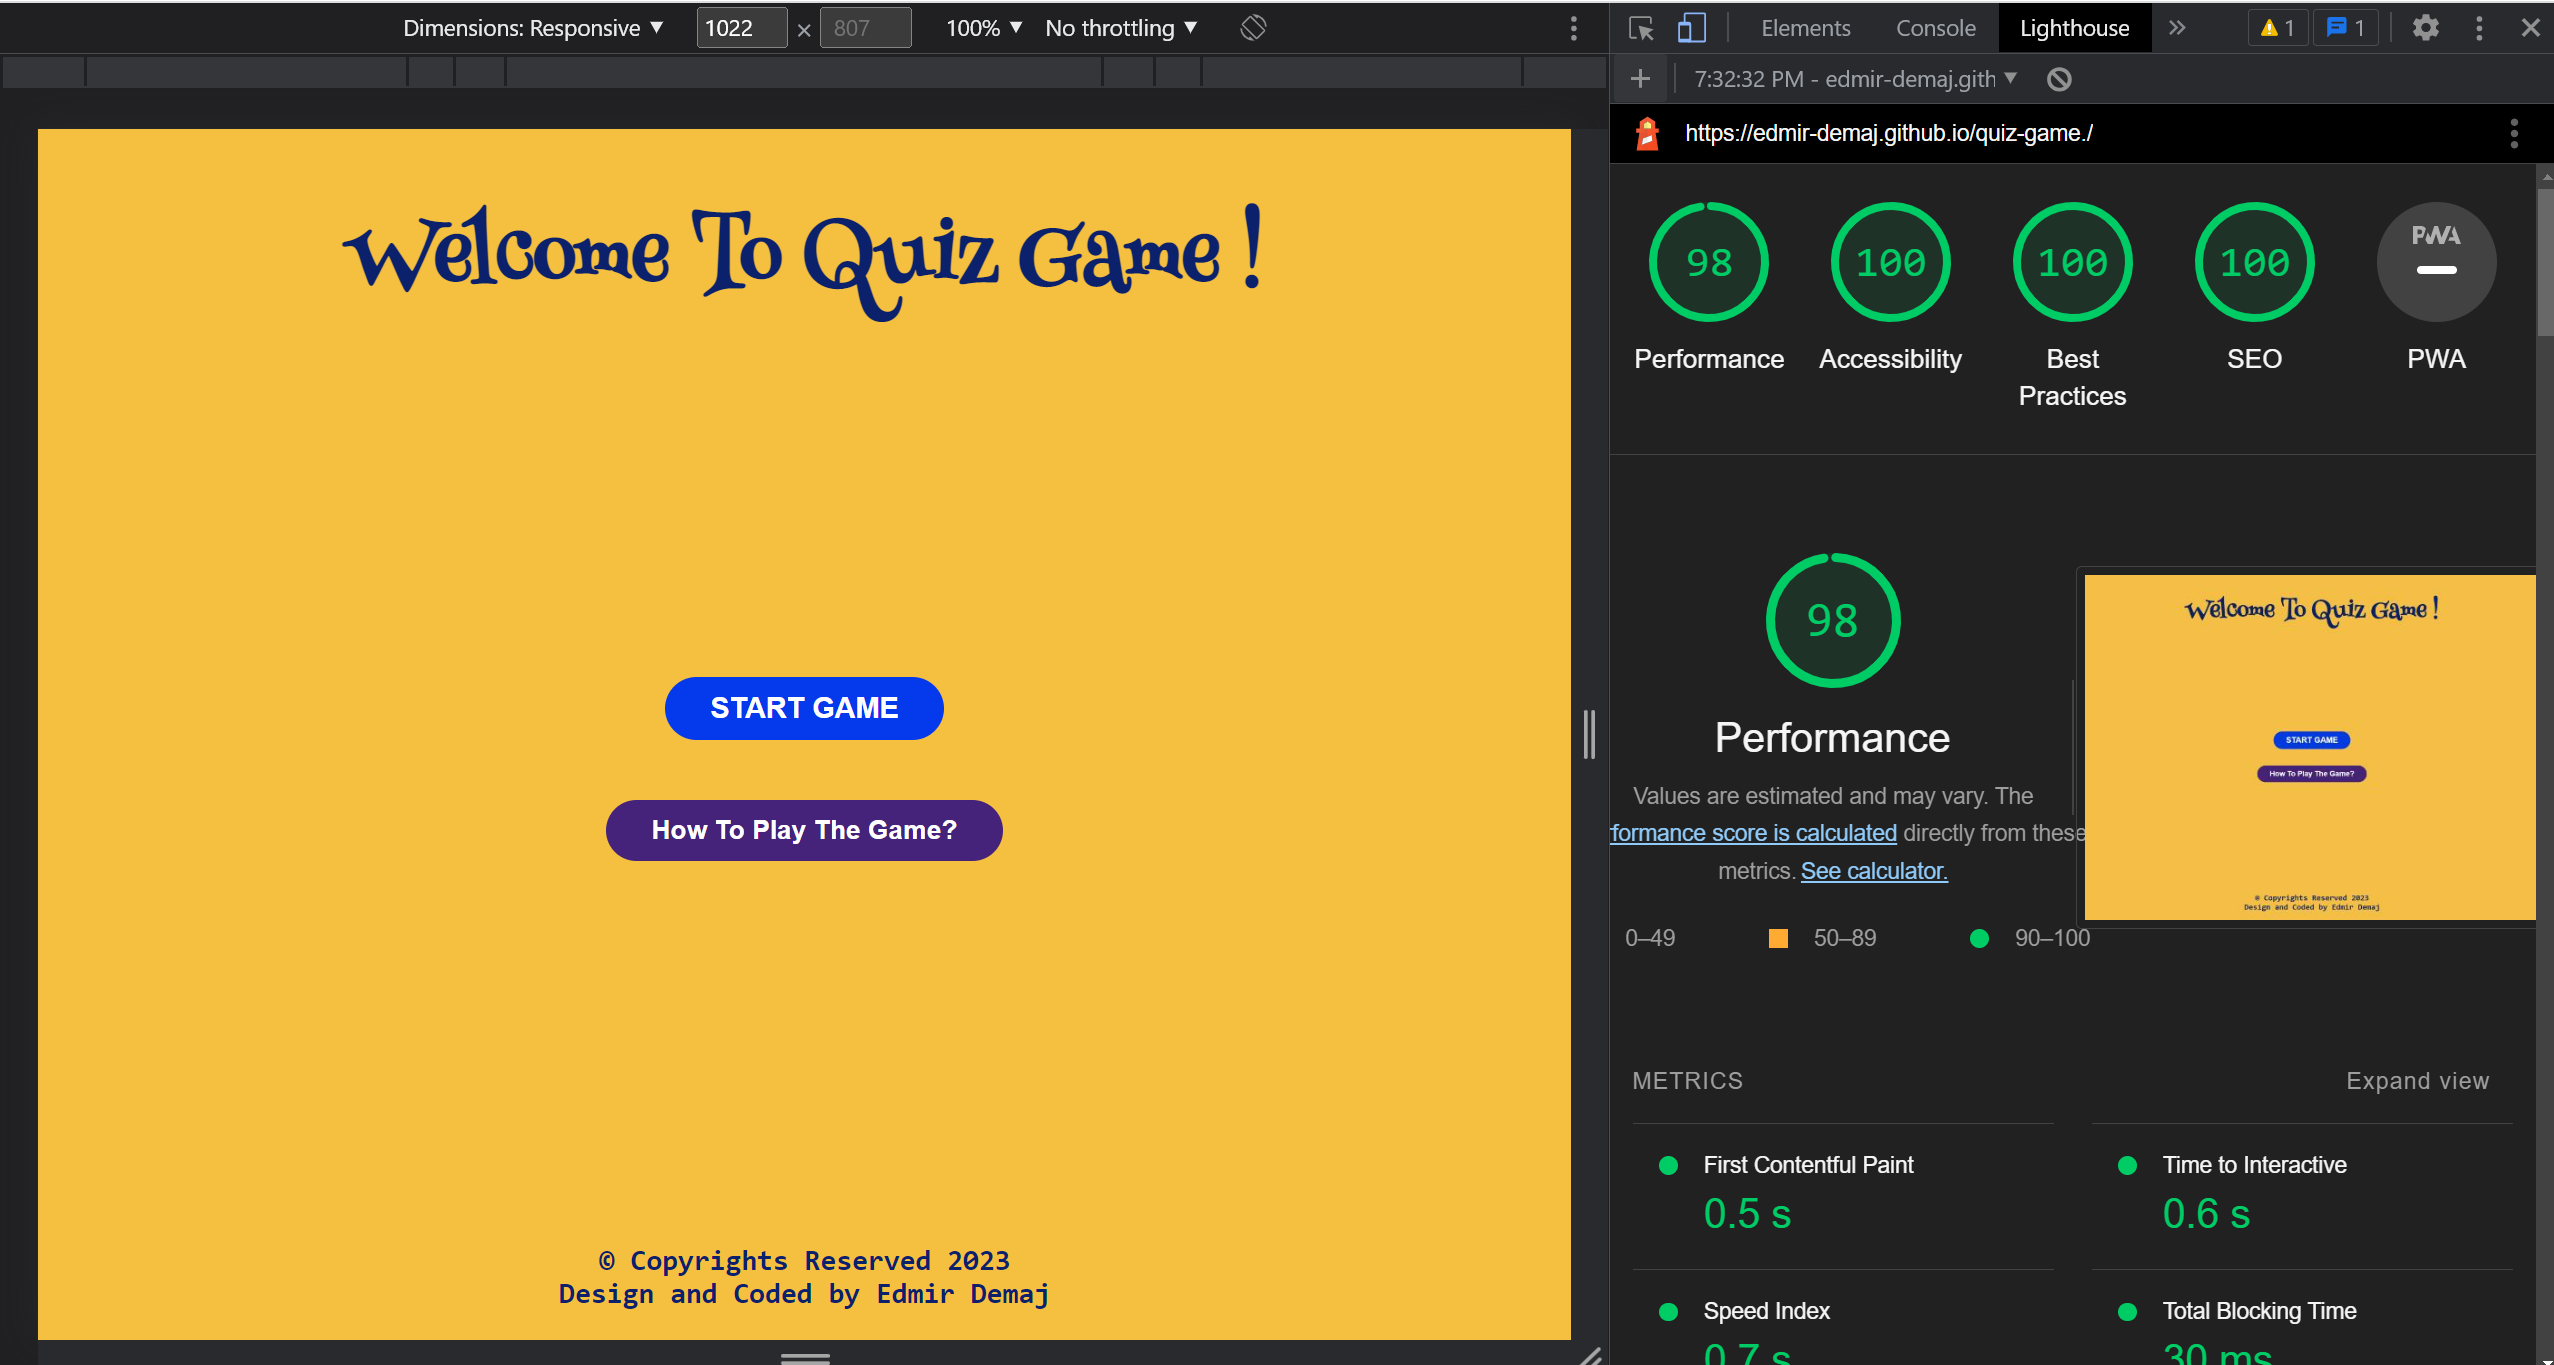 Dimensions: Responsive ▼ 1022 × 807 100% ▼ No throttling ▼
Elements Console Lighthouse » 1 1
+ 7:32:32 PM - edmir-demaj.gith ▼
https://edmir-demaj.github.io/quiz-game./
Welcome To Quiz Game !
START GAME
How To Play The Game?
© Copyrights Reserved 2023
Design and Coded by Edmir Demaj
98 100 100 100 PWA
Performance Accessibility Best Practices SEO PWA
98
Performance
Values are estimated and may vary. The
formance score is calculated directly from these
metrics. See calculator.
0–49 50–89 90–100
Welcome To Quiz Game !
START GAME
How To Play The Game?
© Copyrights Reserved 2023
Design and Coded by Edmir Demaj
METRICS Expand view
First Contentful Paint
0.5 s
Time to Interactive
0.6 s
Speed Index
0.7 s
Total Blocking Time
30 ms